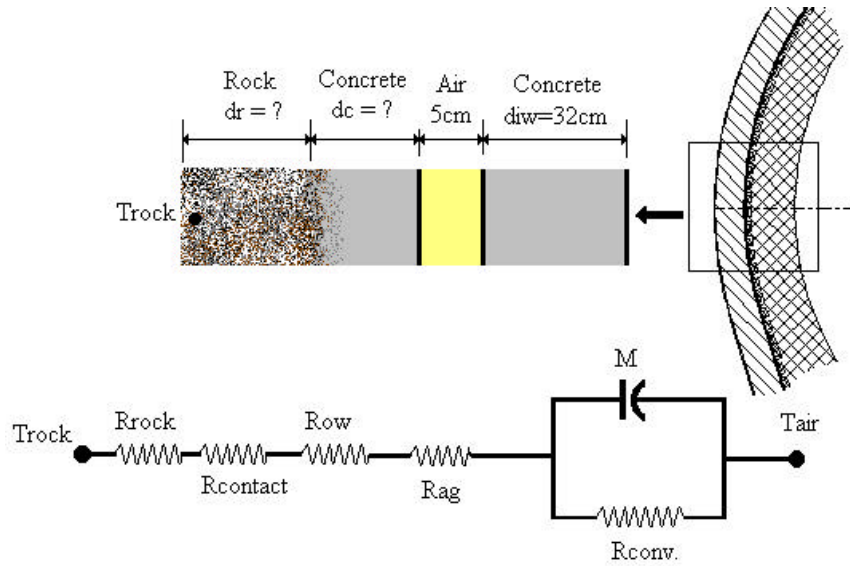 Rock
dr = ?
Concrete
dc = ?
Air
5cm
Concrete
diw=32cm
Trock
M
Trock
Rrock
Row
Tair
Rcontact
Rag
Rconv.